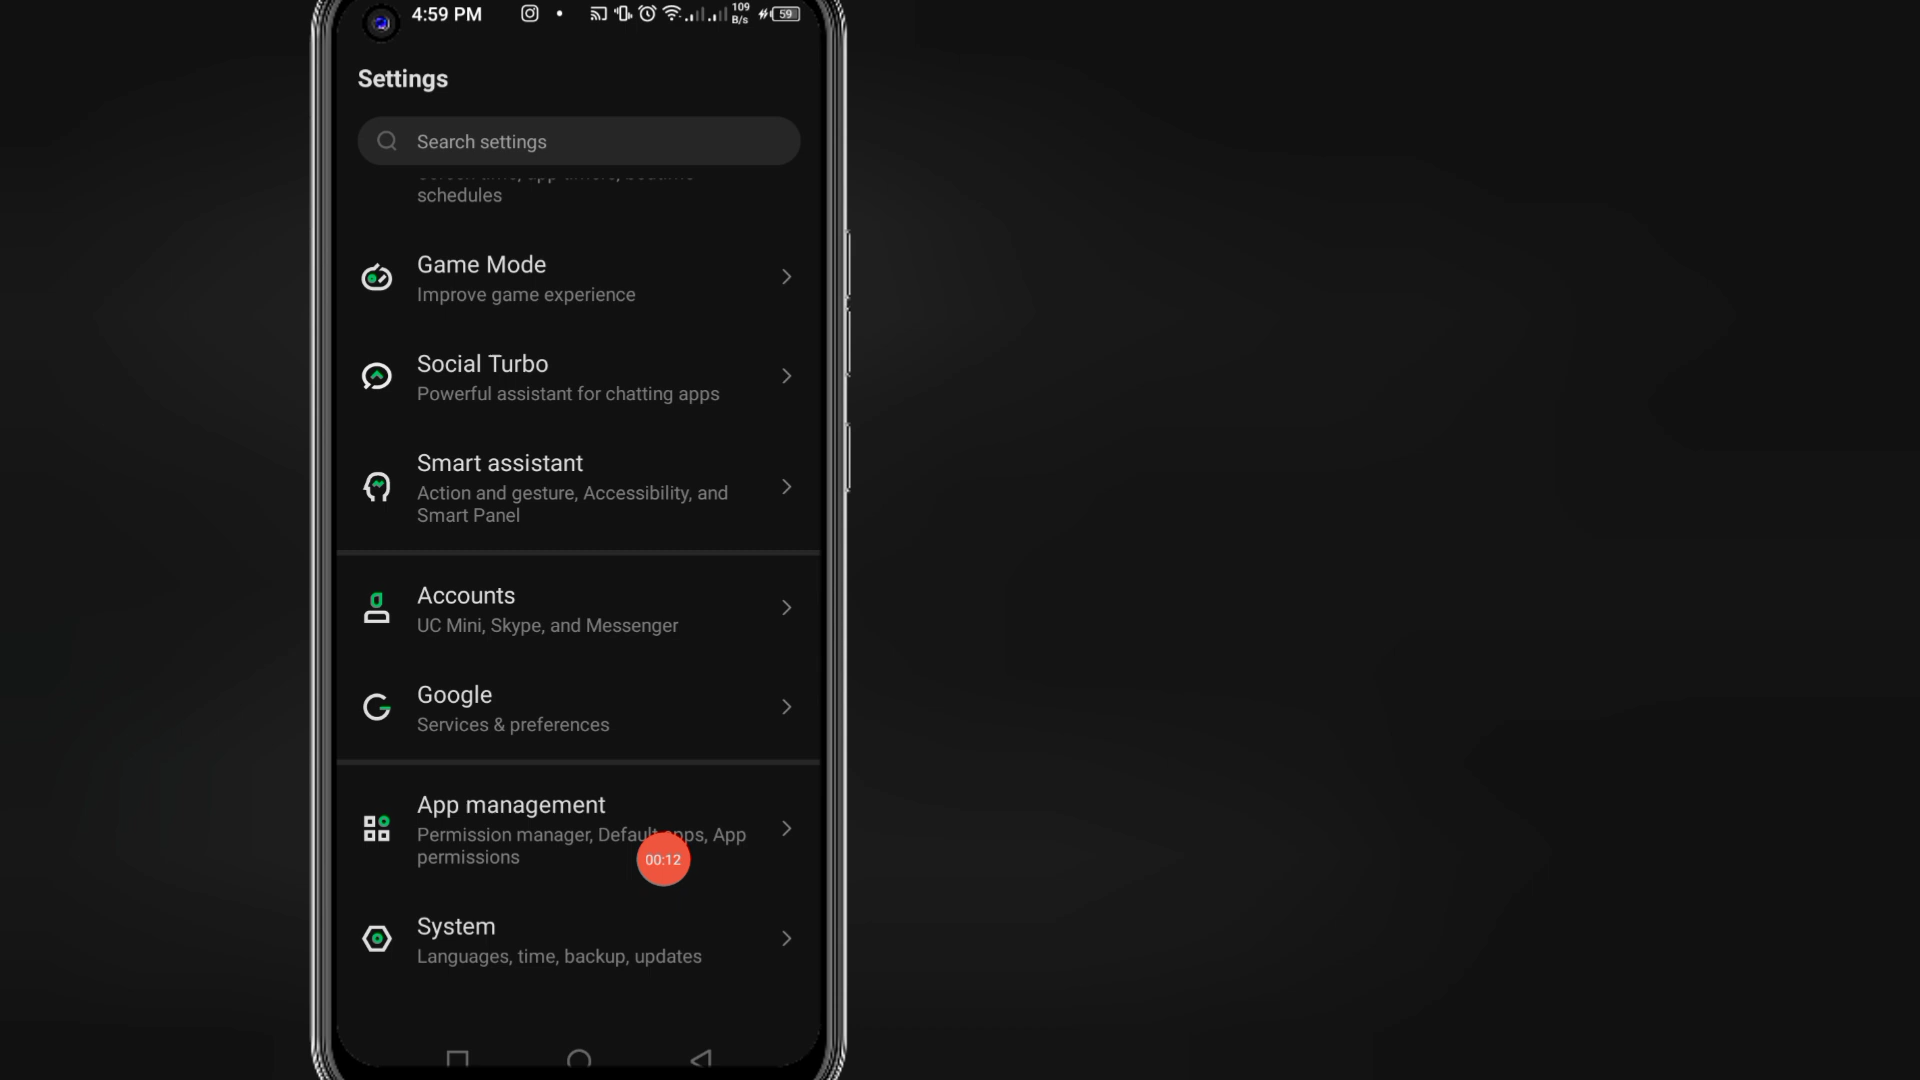 4:59 PM
109
B/s
59
Settings
Search settings
schedules
Game Mode
Improve game experience
Social Turbo
Powerful assistant for chatting apps
Smart assistant
Action and gesture, Accessibility, and
Smart Panel
Accounts
UC Mini, Skype, and Messenger
Google
Services & preferences
App management
Permission manager, Default apps, App
permissions
00:12
System
Languages, time, backup, updates